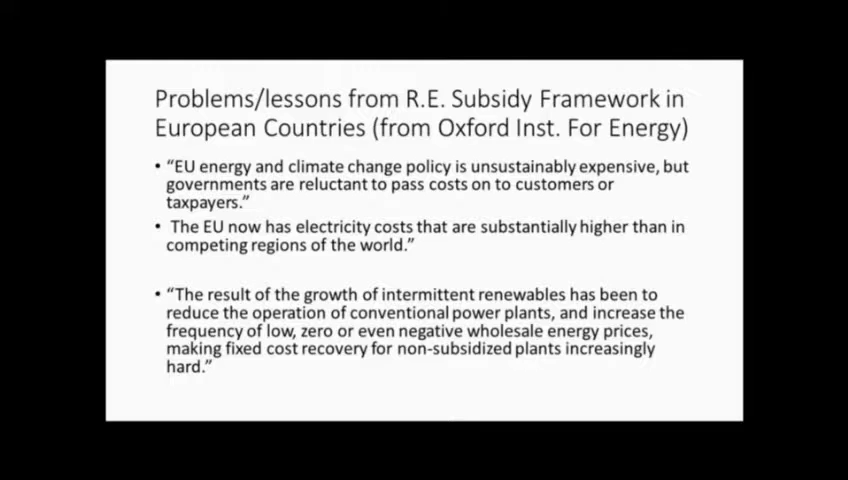 Problems/lessons from R.E. Subsidy Framework in
European Countries (from Oxford Inst. For Energy)
• “EU energy and climate change policy is unsustainably expensive, but
governments are reluctant to pass costs on to customers or
taxpayers.”
• The EU now has electricity costs that are substantially higher than in
competing regions of the world.”
• “The result of the growth of intermittent renewables has been to
reduce the operation of conventional power plants, and increase the
frequency of low, zero or even negative wholesale energy prices,
making fixed cost recovery for non-subsidized plants increasingly
hard.”